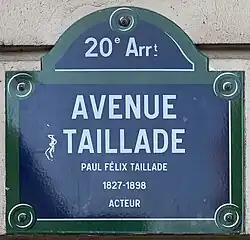 20e Arrt
AVENUE
TAILLADE
PAUL FÉLIX TAILLADE
1827-1898
ACTEUR